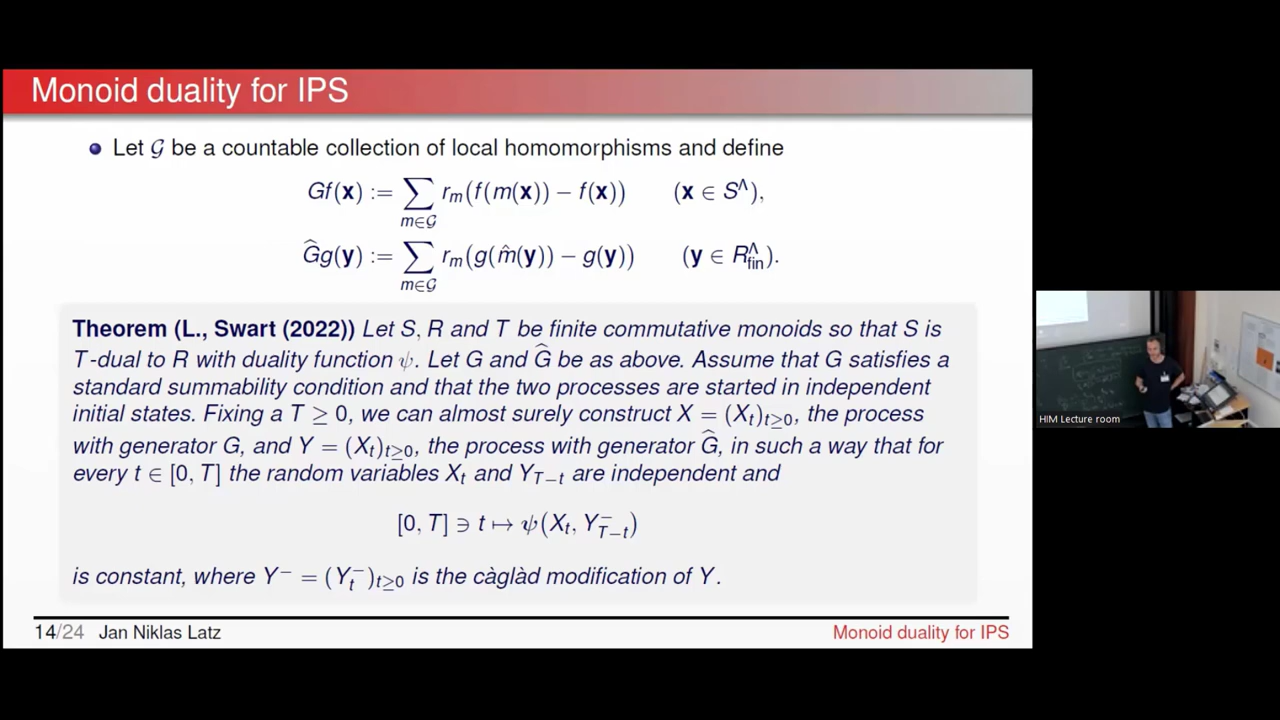 Monoid duality for IPS
Let 𝒢 be a countable collection of local homomorphisms and define
Gf(x) := ∑_{m∈𝒢} r_m(f(m(x)) − f(x)) (x ∈ S^Λ),
Ĝg(y) := ∑_{m∈𝒢} r_m(g(m̂(y)) − g(y)) (y ∈ R^Λ_fin).
Theorem (L., Swart (2022)) Let S, R and T be finite commutative monoids so that S is
T-dual to R with duality function ψ. Let G and Ĝ be as above. Assume that G satisfies a
standard summability condition and that the two processes are started in independent
initial states. Fixing a T ≥ 0, we can almost surely construct X = (X_t)_{t≥0}, the process
with generator G, and Y = (X_t)_{t≥0}, the process with generator Ĝ, in such a way that for
every t ∈ [0, T] the random variables X_t and Y_{T−t} are independent and
[0, T] ∋ t ↦ ψ(X_t, Y^−_{T−t})
is constant, where Y^− = (Y^−_t)_{t≥0} is the càglàd modification of Y.
14/24 Jan Niklas Latz Monoid duality for IPS
HIM Lecture room